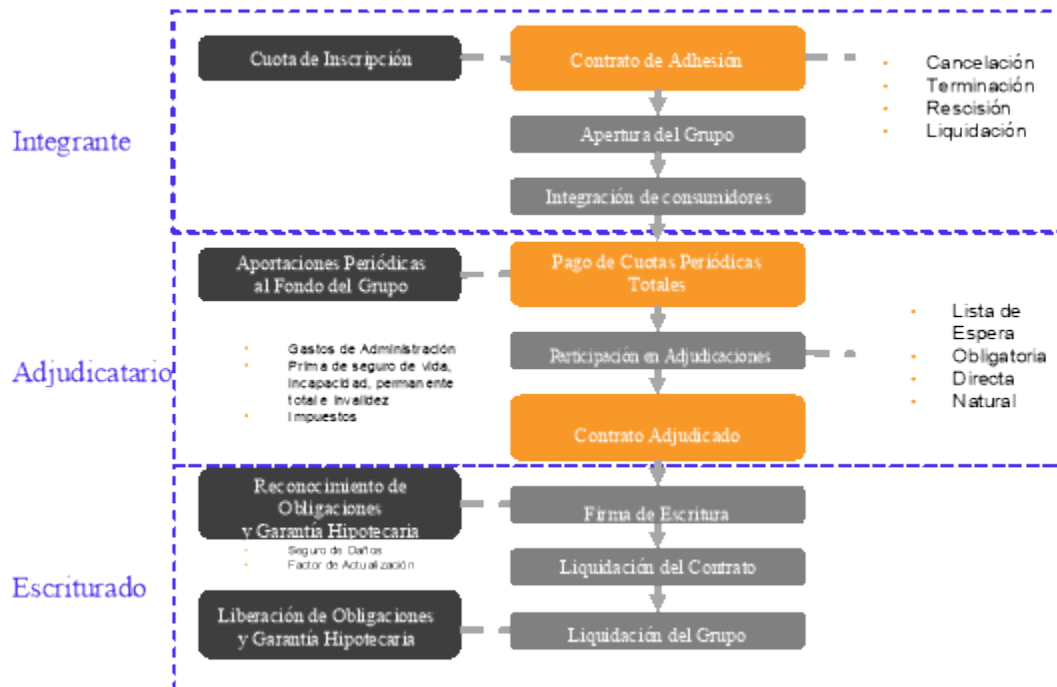 Cuota de Inscripción
Contrato de Adhesión
Cancelación
Terminación
Rescisión
Liquidación
Integrante
Apertura del Grupo
Integración de consumidores
Aportaciones Periódicas
al Fondo del Grupo
Pago de Cuotas Periódicas
Totales
Lista de
Espera
Obligatoria
Directa
Natural
Adjudicatario
Gastos de Administración
Prima de seguro de vida,
incapacidad, permanente
total e Invalidez
Impuestos
Participación en Adjudicaciones
Contrato Adjudicado
Reconocimiento de
Obligaciones
y Garantía Hipotecaria
Seguro de Daños
Factor de Actualización
Firma de Escritura
Escriturado
Liquidación del Contrato
Liberación de Obligaciones
y Garantía Hipotecaria
Liquidación del Grupo